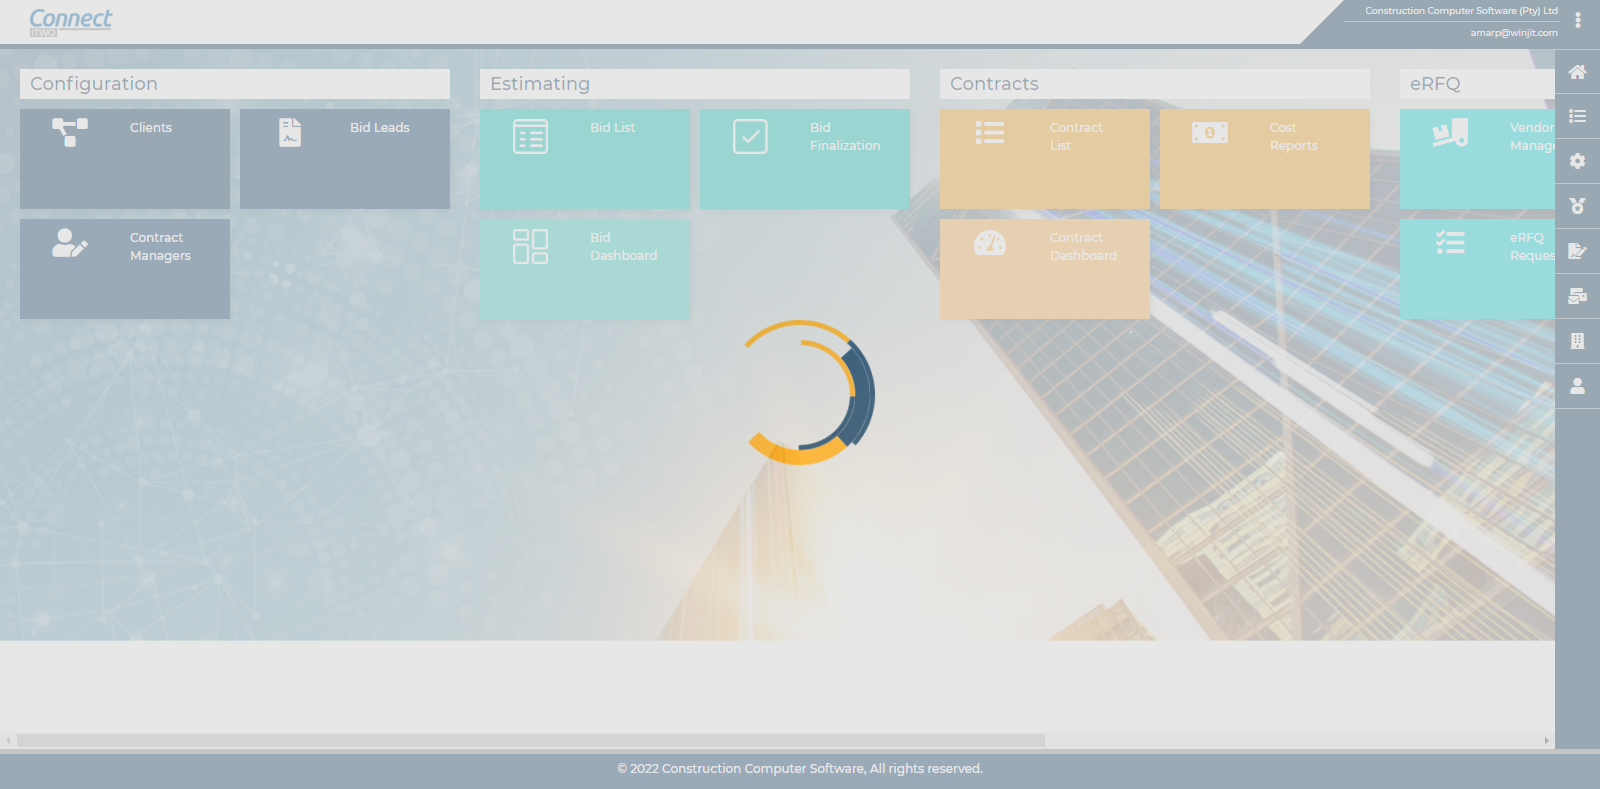 Connect
iTWO
Construction Computer Software (Pty) Ltd
amarp@winjit.com
Configuration
Clients
Bid Leads
Contract
Managers
Estimating
Bid List
Bid
Finalization
Bid
Dashboard
Contracts
Contract
List
Cost
Reports
Contract
Dashboard
eRFQ
Vendor
Manag
eRFQ
Reques
© 2022 Construction Computer Software, All rights reserved.